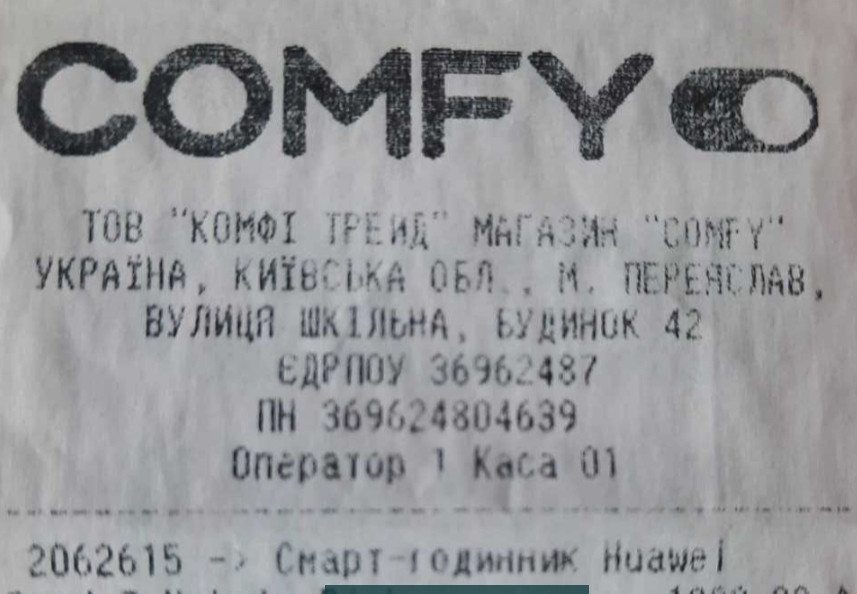 COMFY
ТОВ "КОМФІ ТРЕЙД" МАГАЗИН "COMFY"
УКРАЇНА, КИЇВСЬКА ОБЛ., М. ПЕРЕЯСЛАВ,
ВУЛИЦЯ ШКІЛЬНА, БУДИНОК 42
ЄДРПОУ 36962487
ПН 369624804639
Оператор 1 Каса 01
2062615 -> Смарт-годинник Huawei